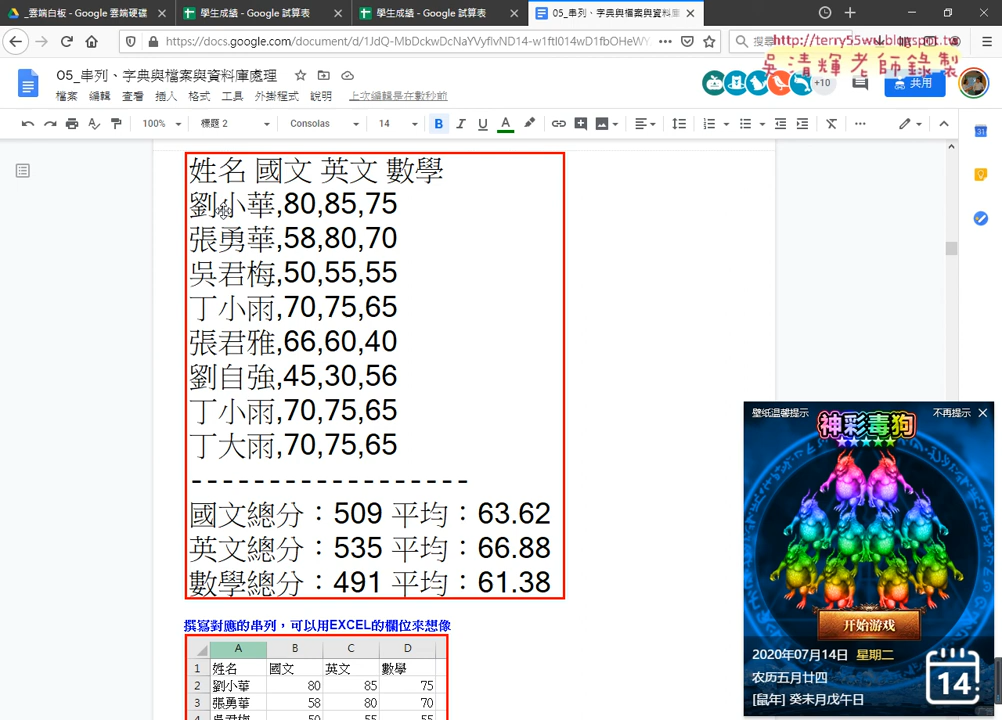 _雲端白板 - Google 雲端硬碟
學生成績 - Google 試算表
學生成績 - Google 試算表
05_串列、字典與檔案與資料庫
https://docs.google.com/document/d/1JdQ-MbDckwDcNaYVyfivND14-w1ftl014wD1fbOHeWY
http://terry55wu.blogspot.tw
吳清輝老師錄製
O5_串列、字典與檔案與資料庫處理
+10
共用
檔案 編輯 查看 插入 格式 工具 外掛程式 說明 上次編輯是在數秒前
100% 標題 2 Consolas 14 B I U A
姓名 國文 英文 數學
劉小華,80,85,75
張勇華,58,80,70
吳君梅,50,55,55
丁小雨,70,75,65
張君雅,66,60,40
劉自強,45,30,56
丁小雨,70,75,65
丁大雨,70,75,65
------------------
國文總分：509 平均：63.62
英文總分：535 平均：66.88
數學總分：491 平均：61.38
撰寫對應的串列，可以用EXCEL的欄位來想像
A B C D
1 姓名 國文 英文 數學
2 劉小華 80 85 75
3 張勇華 58 80 70
4 吳君梅 50 55 55
壁纸温馨提示 不再提示
神彩毒狗
开始游戏
2020年07月14日 星期二
农历五月廿四
[鼠年] 癸未月戊午日
14
31